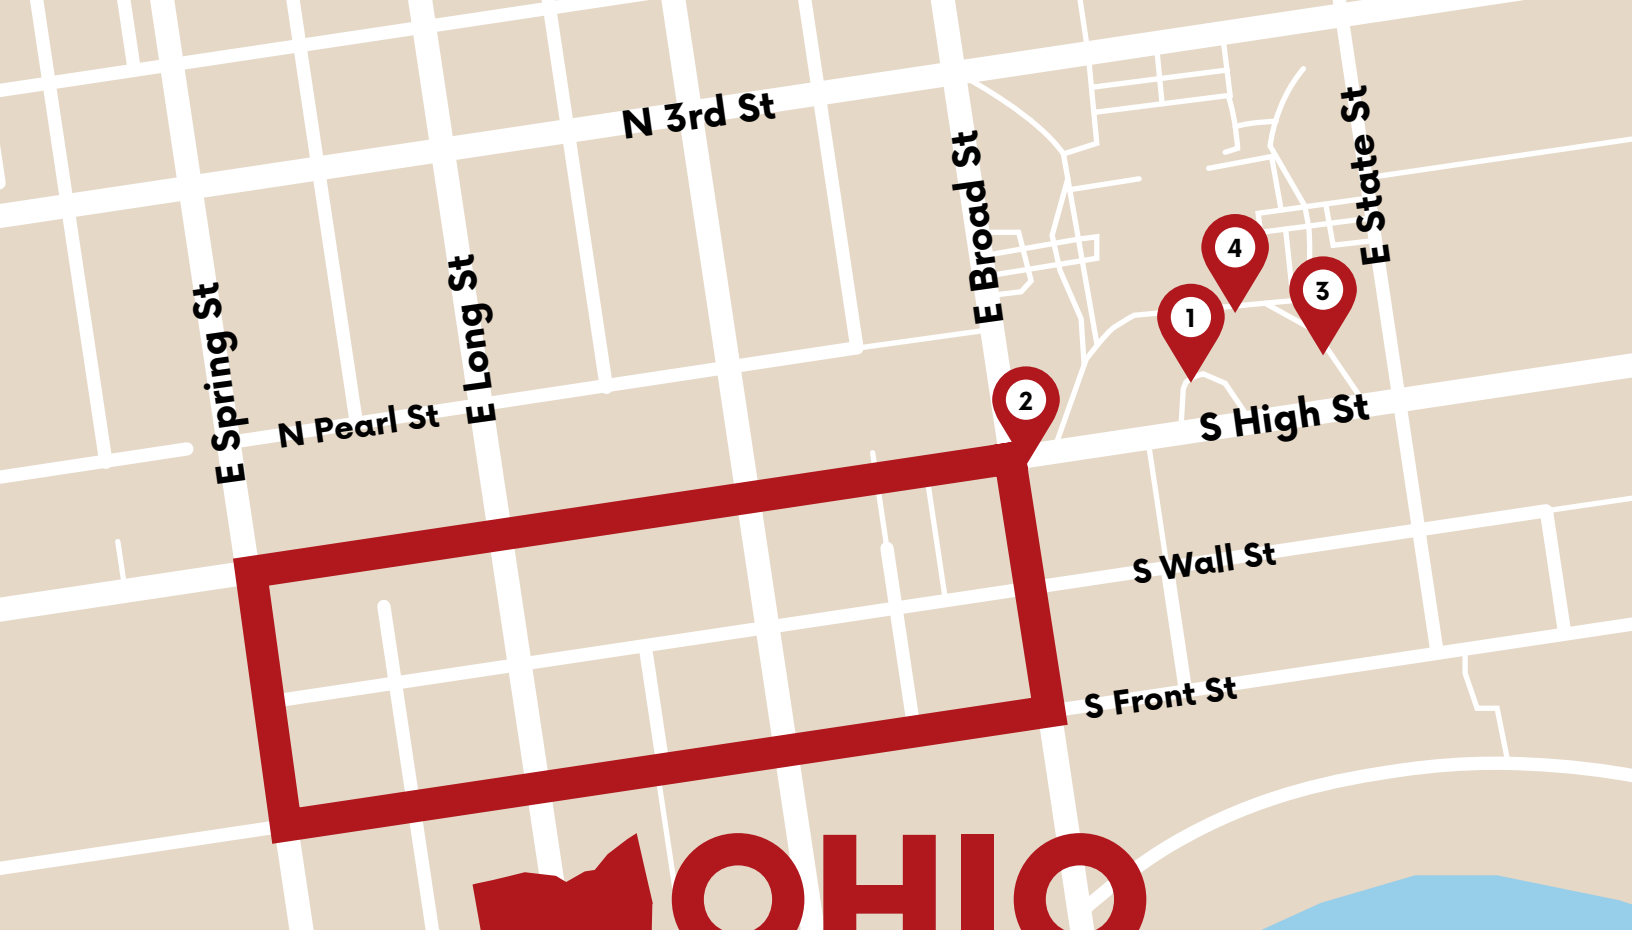 N 3rd St
E Broad St
E State St
E Spring St
E Long St
N Pearl St
4
3
1
2
S High St
S Wall St
S Front St
OHIO